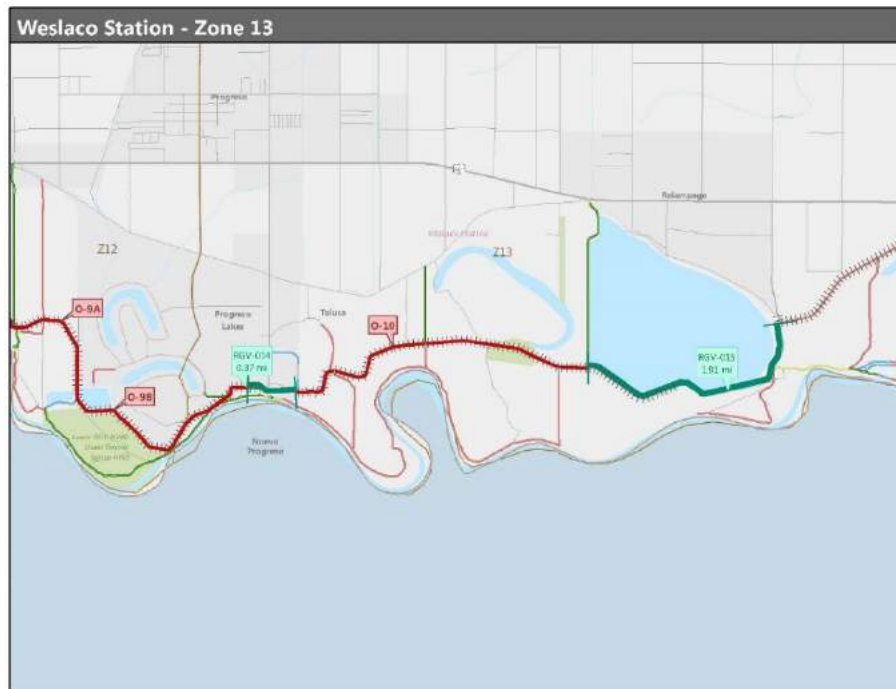 Weslaco Station - Zone 13
Progreso
Relampago
Z12
Z13
O-9A
Progreso
Lakes
Toluca
O-10
RGV-014
0.37 mi
RGV-015
1.91 mi
O-9B
Nuevo
Progreso